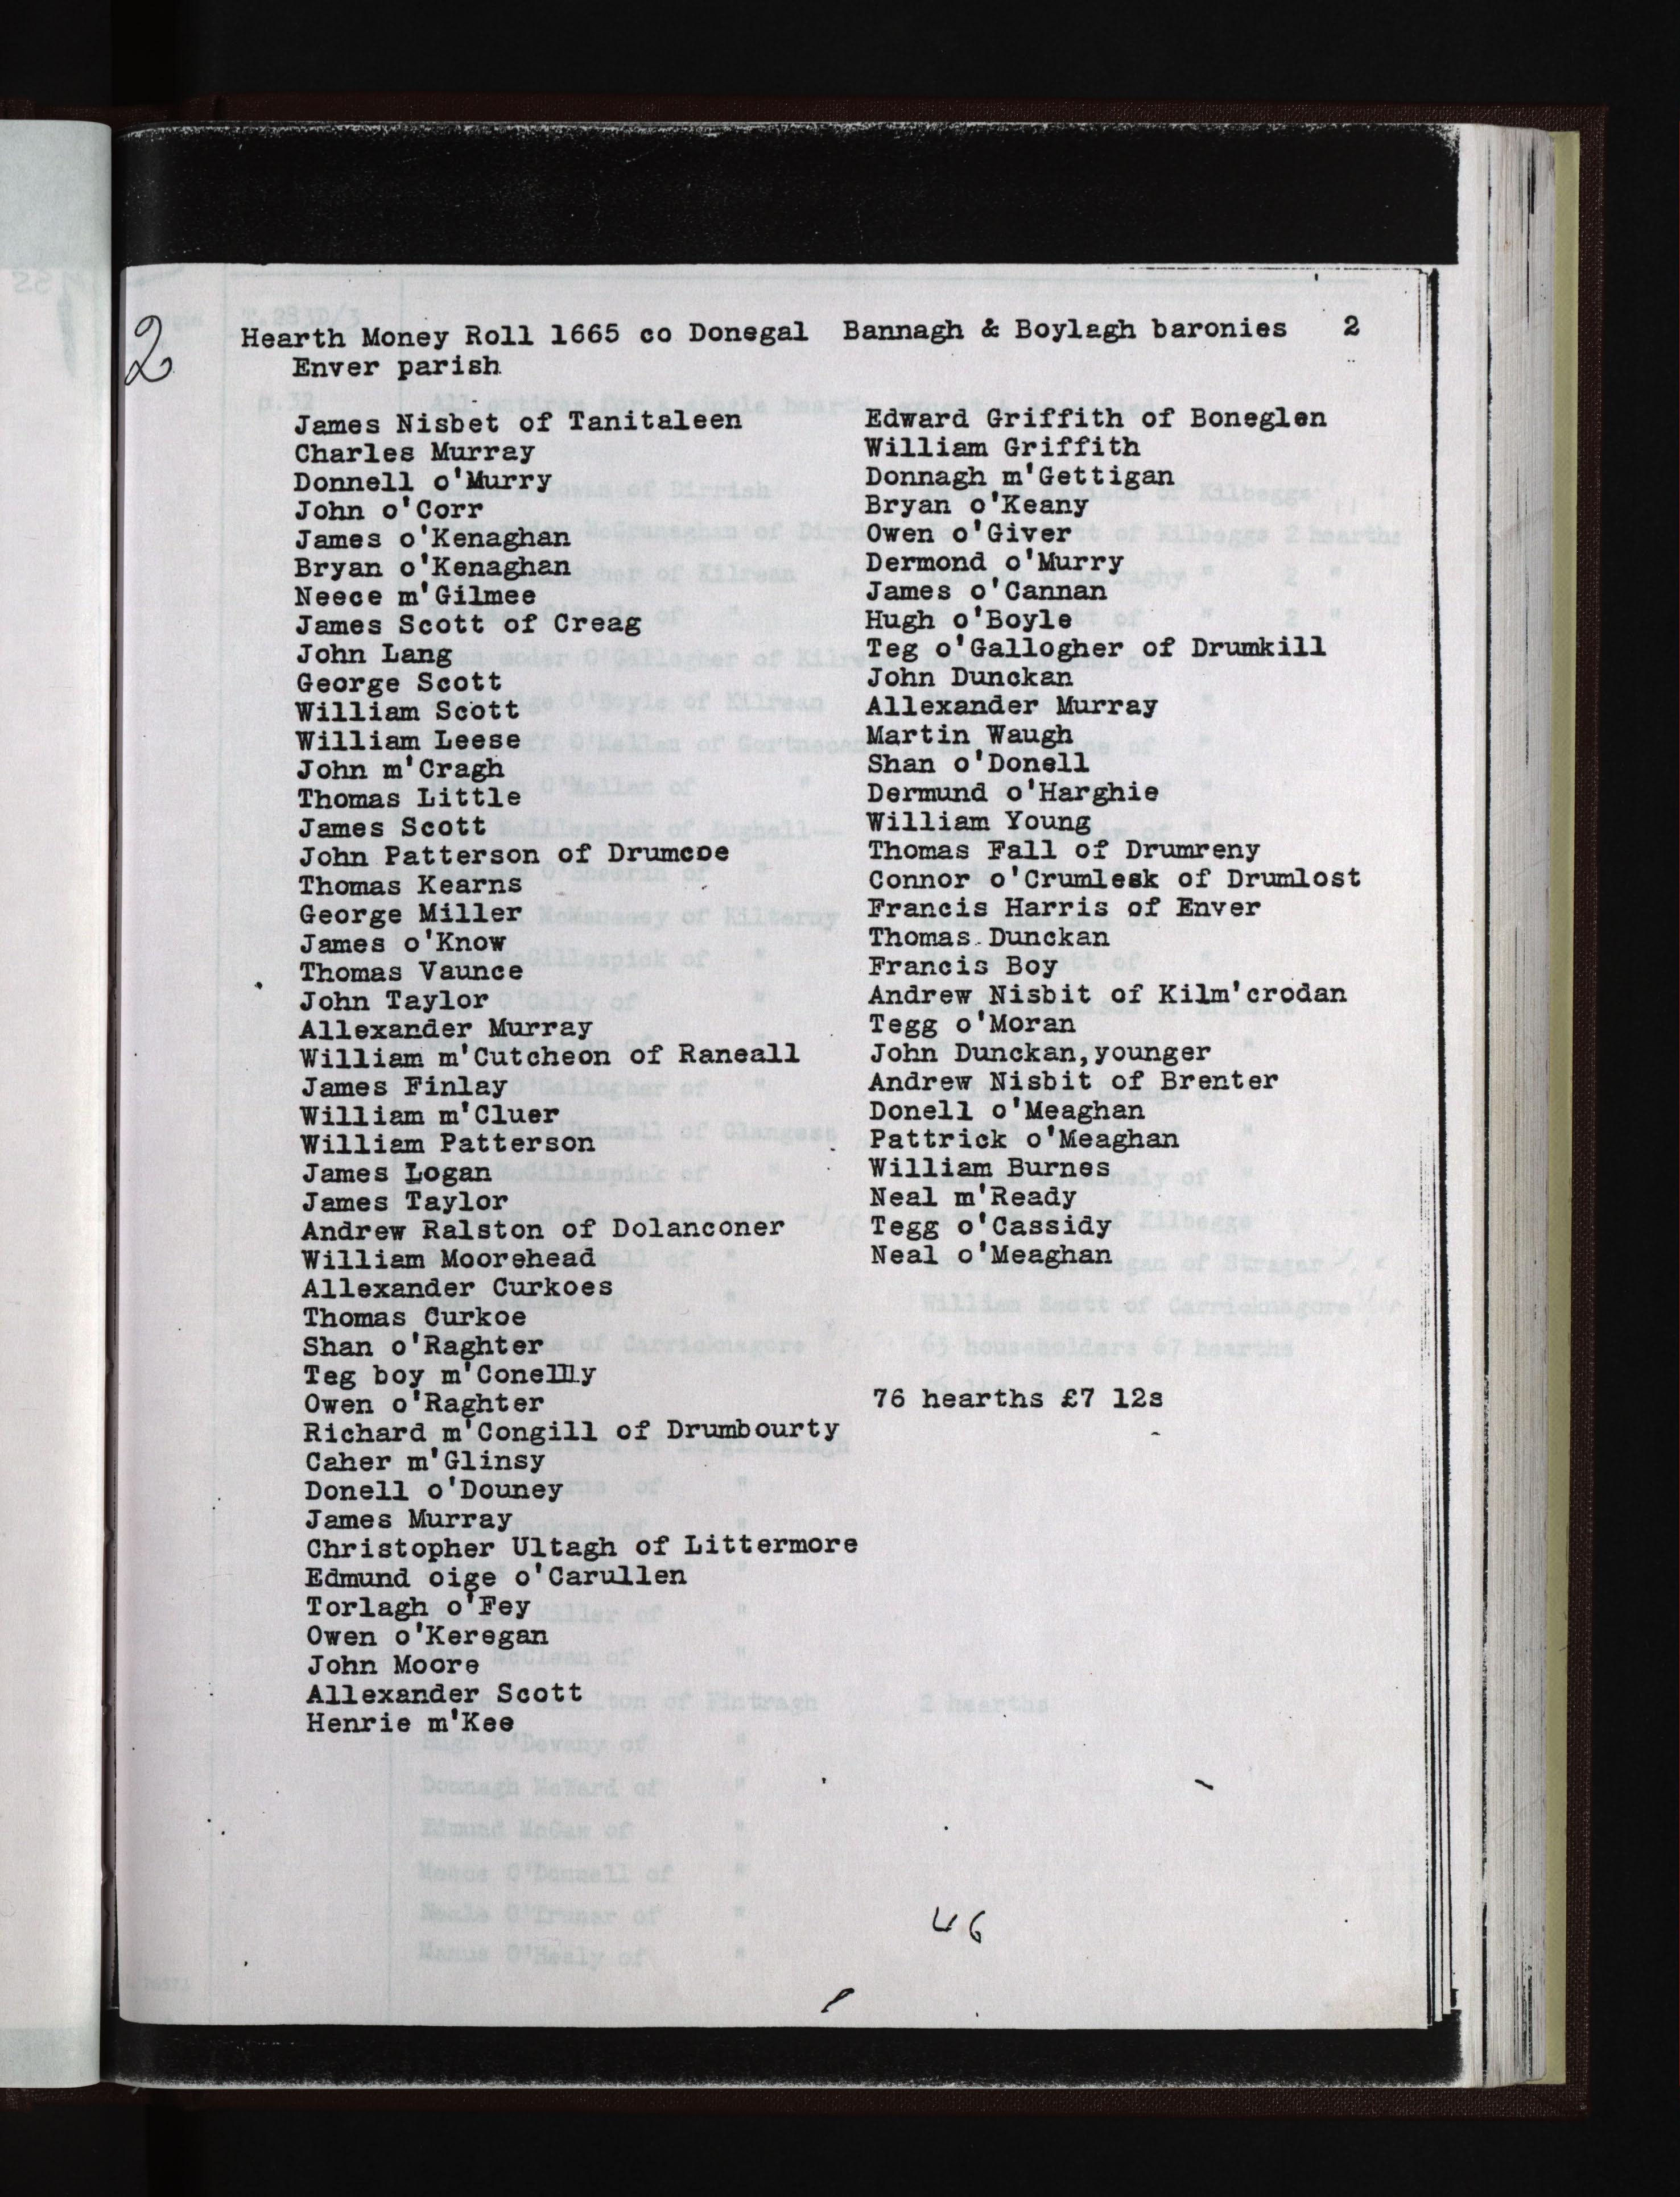 2
Hearth Money Roll 1665 co Donegal Bannagh & Boylagh baronies 2
Enver parish
James Nisbet of Tanitaleen
Charles Murray
Donnell o'Murry
John o'Corr
James o'Kenaghan
Bryan o'Kenaghan
Neece m'Gilmee
James Scott of Creag
John Lang
George Scott
William Scott
William Leese
John m'Cragh
Thomas Little
James Scott
John Patterson of Drumcoe
Thomas Kearns
George Miller
James o'Know
Thomas Vaunce
John Taylor
Allexander Murray
William m'Cutcheon of Raneall
James Finlay
William m'Cluer
William Patterson
James Logan
James Taylor
Andrew Ralston of Dolanconer
William Moorehead
Allexander Curkoes
Thomas Curkoe
Shan o'Raghter
Teg boy m'Conellly
Owen o'Raghter
Richard m'Congill of Drumbourty
Caher m'Glinsy
Donell o'Douney
James Murray
Christopher Ultagh of Littermore
Edmund oige o'Carullen
Torlagh o'Fey
Owen o'Keregan
John Moore
Allexander Scott
Henrie m'Kee
Edward Griffith of Boneglen
William Griffith
Donnagh m'Gettigan
Bryan o'Keany
Owen o'Giver
Dermond o'Murry
James o'Cannan
Hugh o'Boyle
Teg o'Gallogher of Drumkill
John Dunckan
Allexander Murray
Martin Waugh
Shan o'Donell
Dermund o'Harghie
William Young
Thomas Fall of Drumreny
Connor o'Crumlesk of Drumlost
Francis Harris of Enver
Thomas Dunckan
Francis Boy
Andrew Nisbit of Kilm'crodan
Tegg o'Moran
John Dunckan,younger
Andrew Nisbit of Brenter
Donell o'Meaghan
Pattrick o'Meaghan
William Burnes
Neal m'Ready
Tegg o'Cassidy
Neal o'Meaghan
76 hearths £7 12s
46